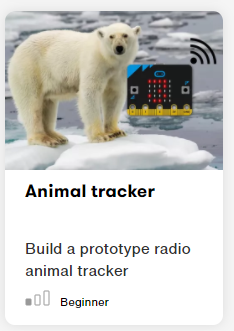 Animal tracker
Build a prototype radio
animal tracker
Beginner